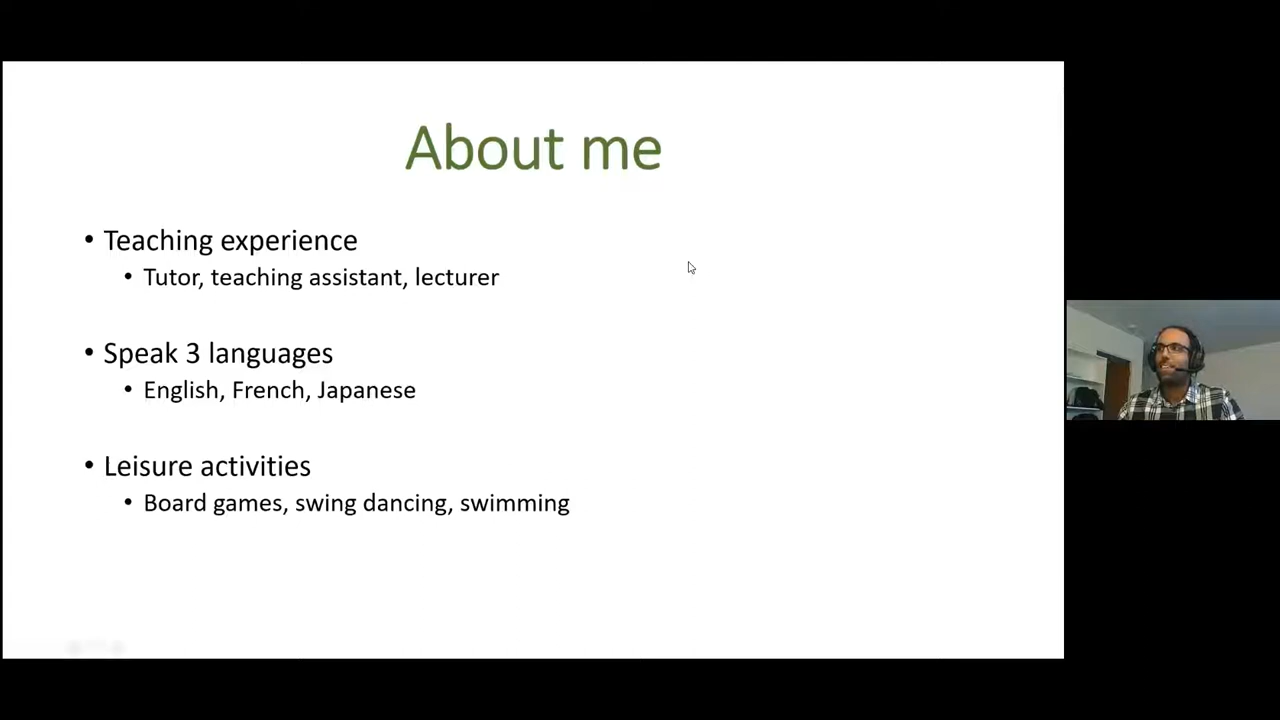 About me
• Teaching experience
• Tutor, teaching assistant, lecturer
• Speak 3 languages
• English, French, Japanese
• Leisure activities
• Board games, swing dancing, swimming